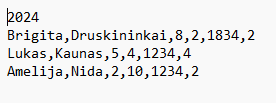 2024
Brigita,Druskininkai,8,2,1834,2
Lukas,Kaunas,5,4,1234,4
Amelija,Nida,2,10,1234,2